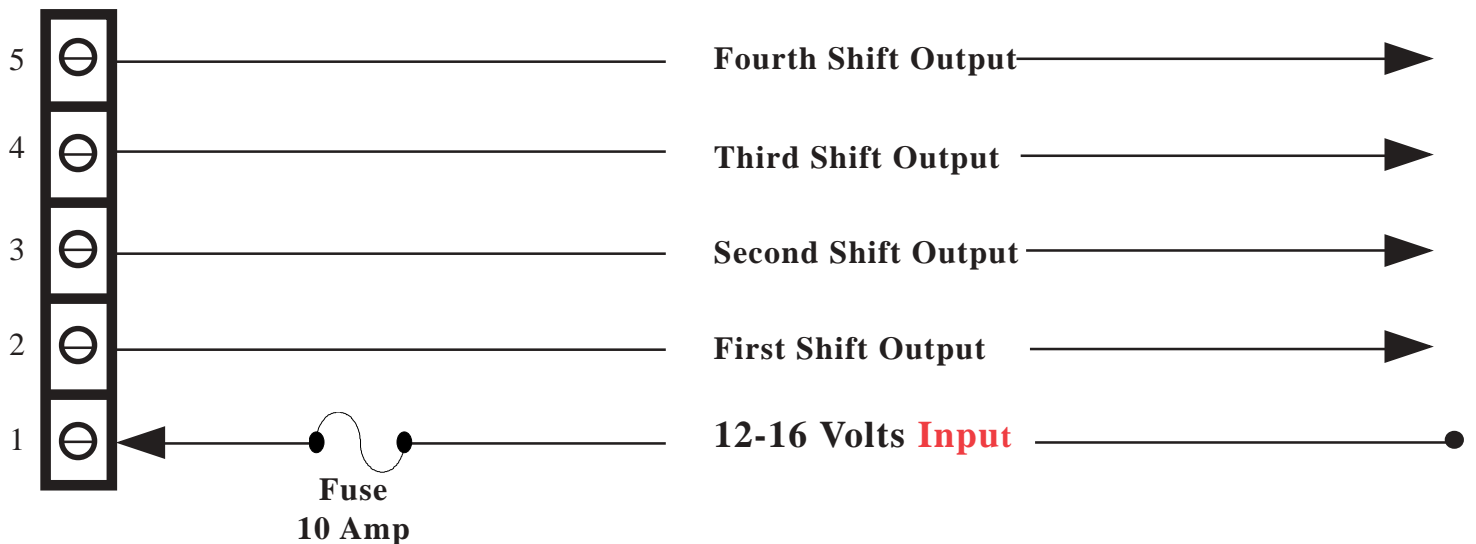 5 Fourth Shift Output
4 Third Shift Output
3 Second Shift Output
2 First Shift Output
1 12-16 Volts Input
Fuse
10 Amp